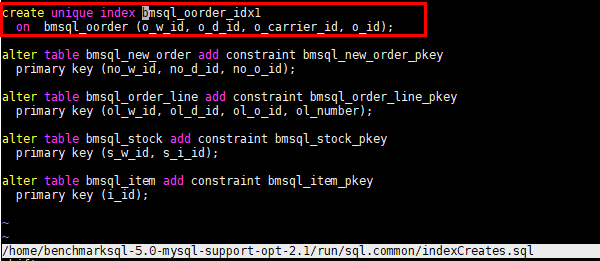 create unique index bmsql_oorder_idx1
on bmsql_oorder (o_w_id, o_d_id, o_carrier_id, o_id);
alter table bmsql_new_order add constraint bmsql_new_order_pkey
primary key (no_w_id, no_d_id, no_o_id);
alter table bmsql_order_line add constraint bmsql_order_line_pkey
primary key (ol_w_id, ol_d_id, ol_o_id, ol_number);
alter table bmsql_stock add constraint bmsql_stock_pkey
primary key (s_w_id, s_i_id);
alter table bmsql_item add constraint bmsql_item_pkey
primary key (i_id);
~
~
/home/benchmarksql-5.0-mysql-support-opt-2.1/run/sql.common/indexCreates.sql